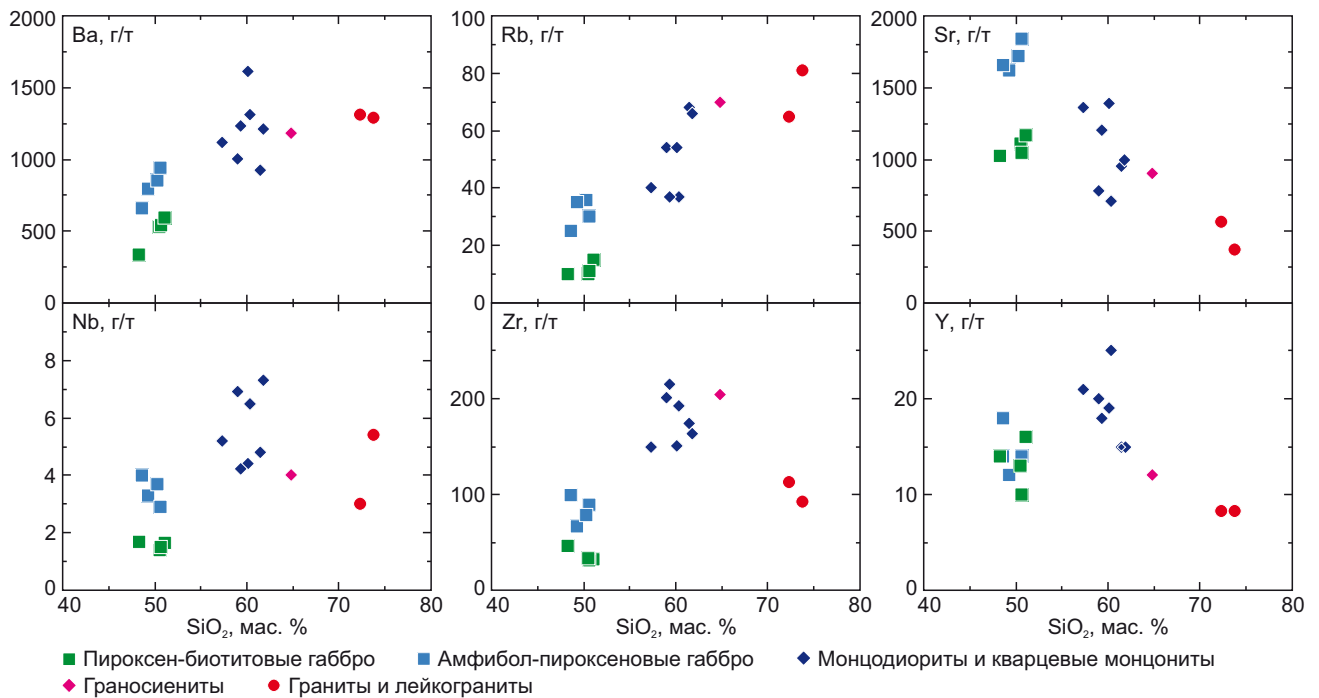 2000 Ba, г/т 100 Rb, г/т 2000 Sr, г/т
1500 80 1500
1000 60 1000
40
500 20 500
0 0 0
Nb, г/т Zr, г/т Y, г/т
8
6 200 20
4
100 10
2
0 0 0
40 50 60 70 80 40 50 60 70 80 40 50 60 70 80
SiO₂, мас. % SiO₂, мас. % SiO₂, мас. %
Пироксен-биотитовые габбро Амфибол-пироксеновые габбро Монцодиориты и кварцевые монцониты
Граносиениты Граниты и лейкограниты